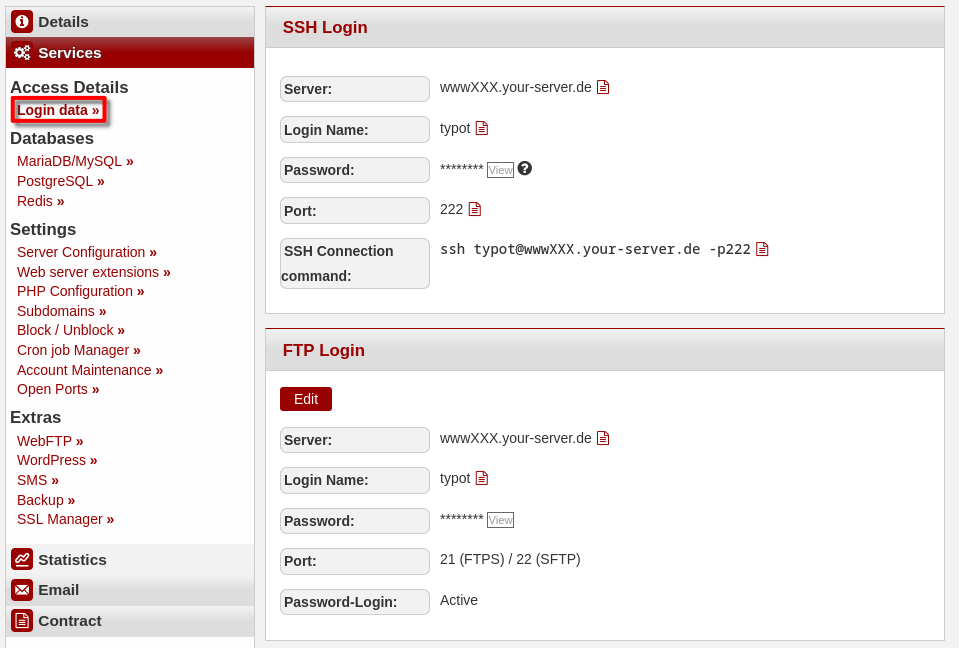 Details
Services
Access Details
Login data »
Databases
MariaDB/MySQL »
PostgreSQL »
Redis »
Settings
Server Configuration »
Web server extensions »
PHP Configuration »
Subdomains »
Block / Unblock »
Cron job Manager »
Account Maintenance »
Open Ports »
Extras
WebFTP »
WordPress »
SMS »
Backup »
SSL Manager »
Statistics
Email
Contract
SSH Login
Server: wwwXXX.your-server.de
Login Name: typot
Password: ******** View ?
Port: 222
SSH Connection
command: ssh typot@wwwXXX.your-server.de -p222
FTP Login
Edit
Server: wwwXXX.your-server.de
Login Name: typot
Password: ******** View
Port: 21 (FTPS) / 22 (SFTP)
Password-Login: Active